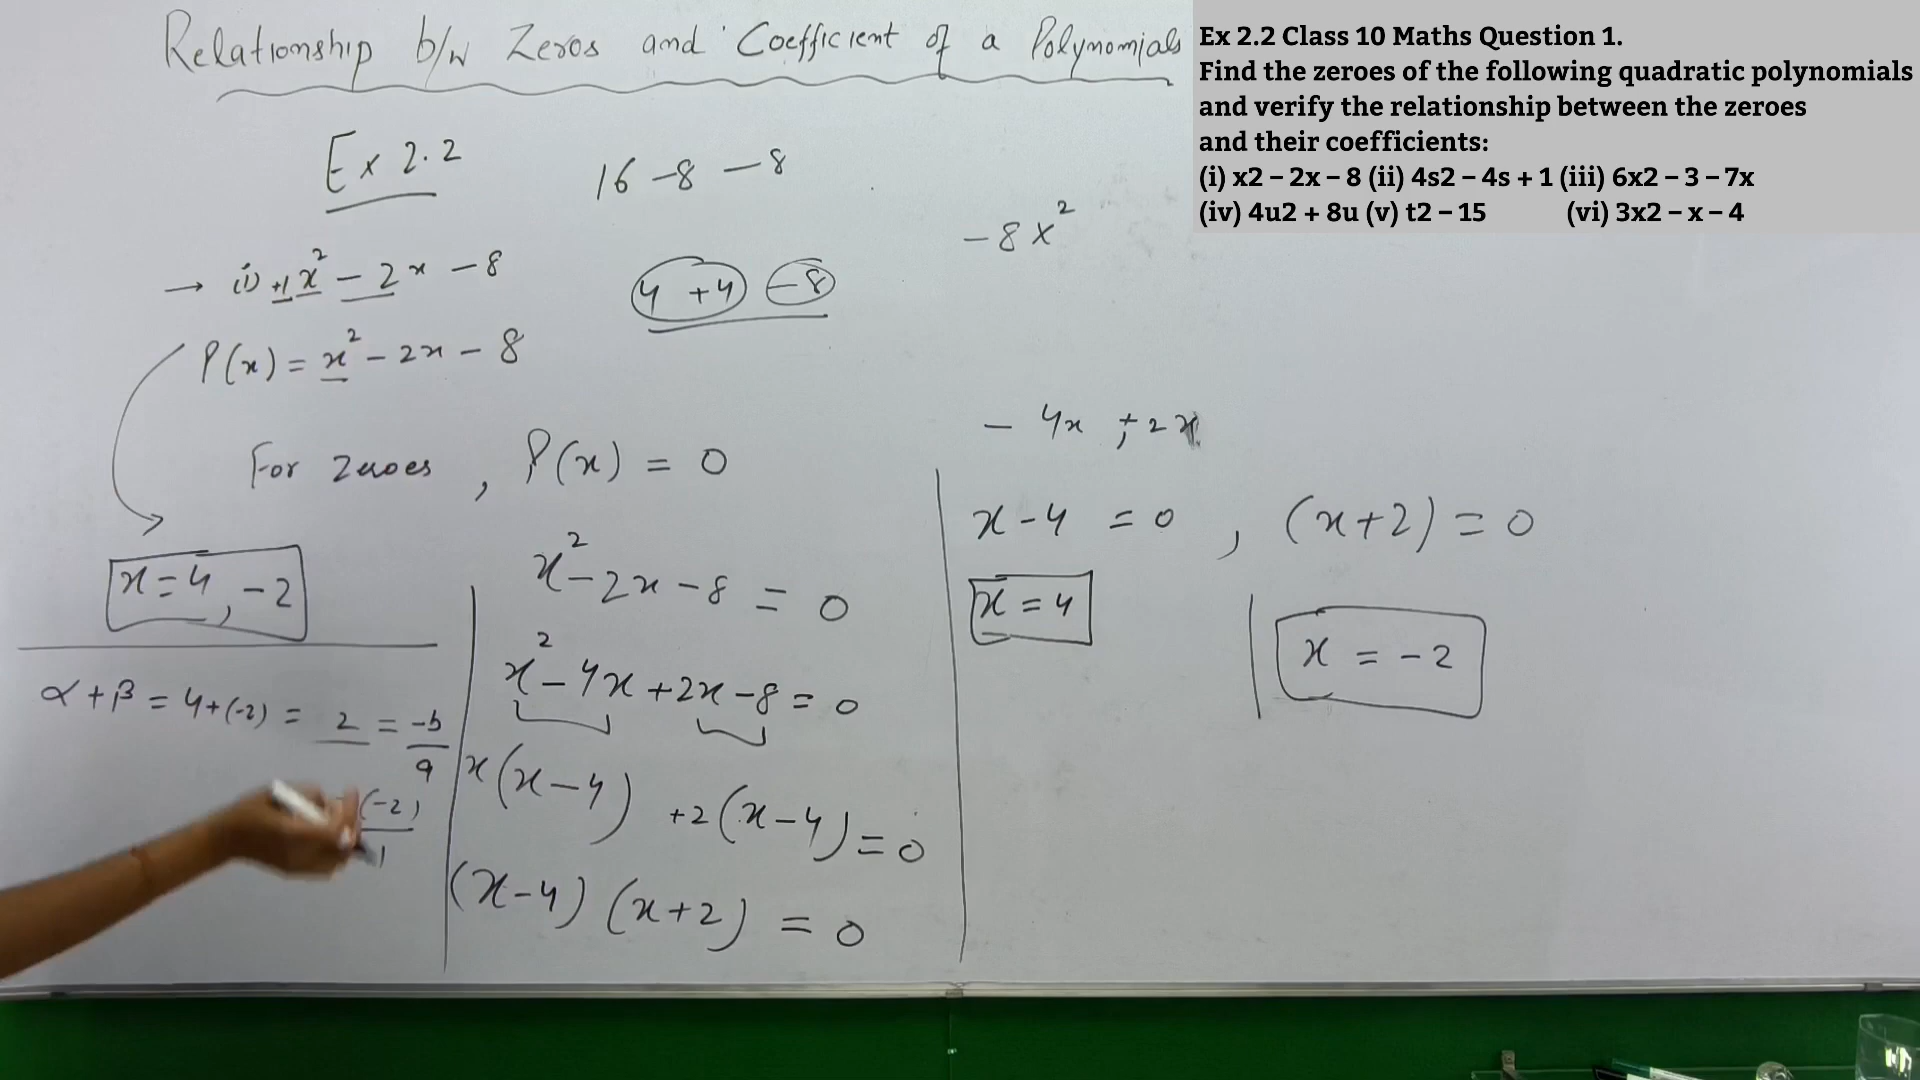 Relationship b/w Zeros and Coefficient of a Polynomials
Ex 2.2 Class 10 Maths Question 1.
Find the zeroes of the following quadratic polynomials
and verify the relationship between the zeroes
and their coefficients:
(i) x2 – 2x – 8 (ii) 4s2 – 4s + 1 (iii) 6x2 – 3 – 7x
(iv) 4u2 + 8u (v) t2 – 15 (vi) 3x2 – x – 4
Ex 2.2
16 - 8 - 8
-8x²
→ (i) +1x² - 2x - 8
4 + 4 - 8
P(x) = x² - 2x - 8
- 4x , + 2x
For zeroes , P(x) = 0
x - 4 = 0 , (x+2) = 0
x = 4, -2
x² - 2x - 8 = 0
x = 4
x = -2
α + β = 4 + (-2) = 2 = -b/a
x² - 4x + 2x - 8 = 0
(-2)/1
x(x-4) +2(x-4) = 0
(x-4) (x+2) = 0